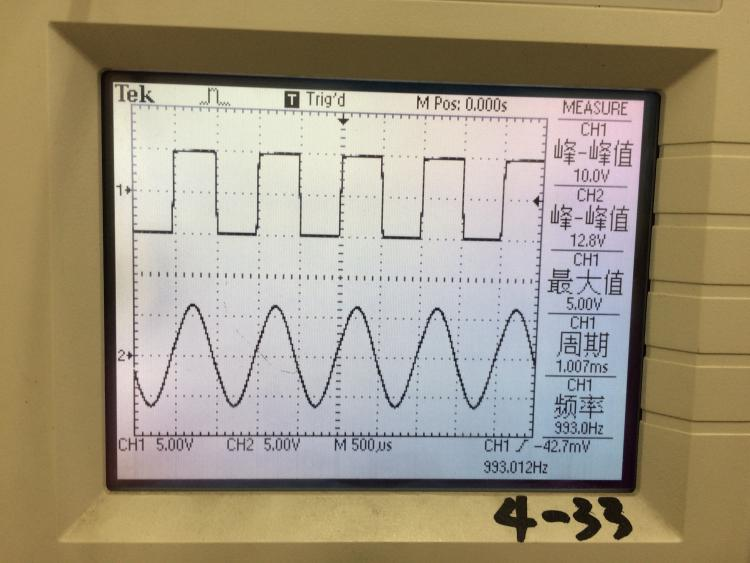 Tek T Trig'd M Pos: 0.000s MEASURE
CH1
峰-峰值
10.0V
CH2
峰-峰值
12.8V
CH1
最大值
5.00V
CH1
周期
1.007ms
CH1
频率
993.0Hz
1
2
CH1 5.00V CH2 5.00V M 500µs CH1 -42.7mV
993.012Hz
4-33